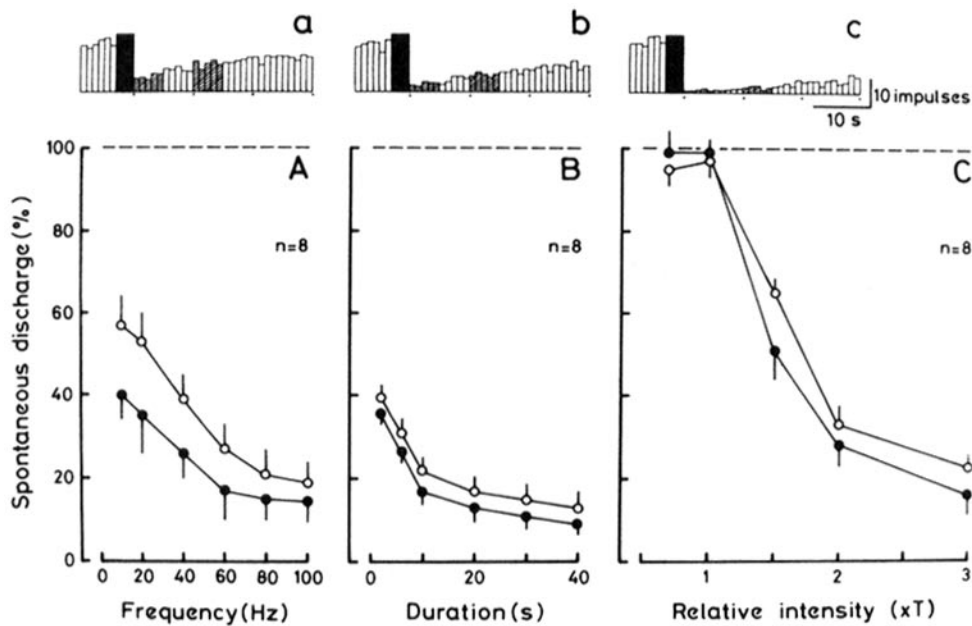 a
b
c
10 impulses
10 s
Spontaneous discharge (%)
100
80
60
40
20
0
A
n=8
0
20
40
60
80
100
Frequency (Hz)
B
n=8
0
20
40
Duration (s)
C
n=8
1
2
3
Relative intensity (xT)